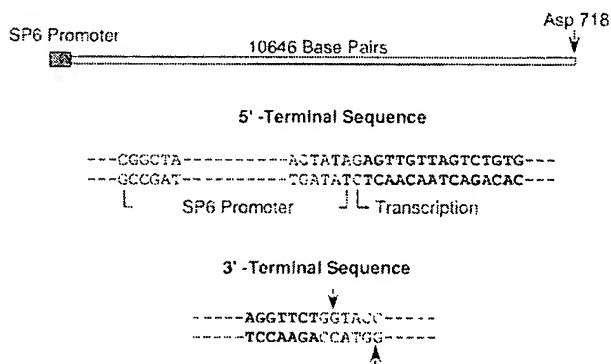 Asp 718
SP6 Promoter
10646 Base Pairs
5' -Terminal Sequence
---CGGCTA-----------ACTATAGAGTTGTTAGTCTGTG---
---GCCGAT-----------TGATATCTCAACAATCAGACAC---
SP6 Promoter Transcription
3' -Terminal Sequence
-----AGGTTCTGGTACC-----
-----TCCAAGACCATGG-----